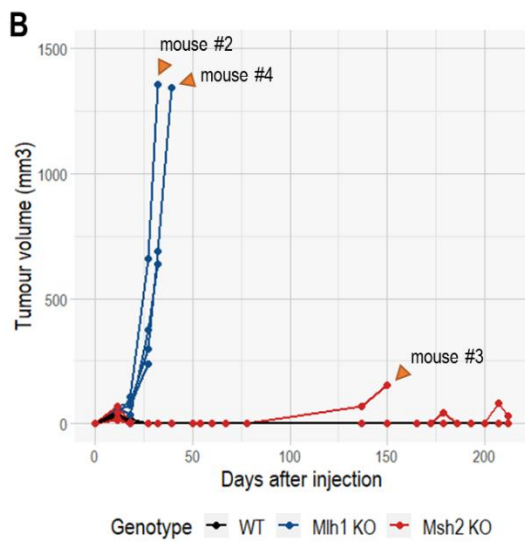 B
1500
mouse #2
mouse #4
1000
Tumour volume (mm3)
500
mouse #3
0
0 50 100 150 200
Days after injection
Genotype WT Mlh1 KO Msh2 KO